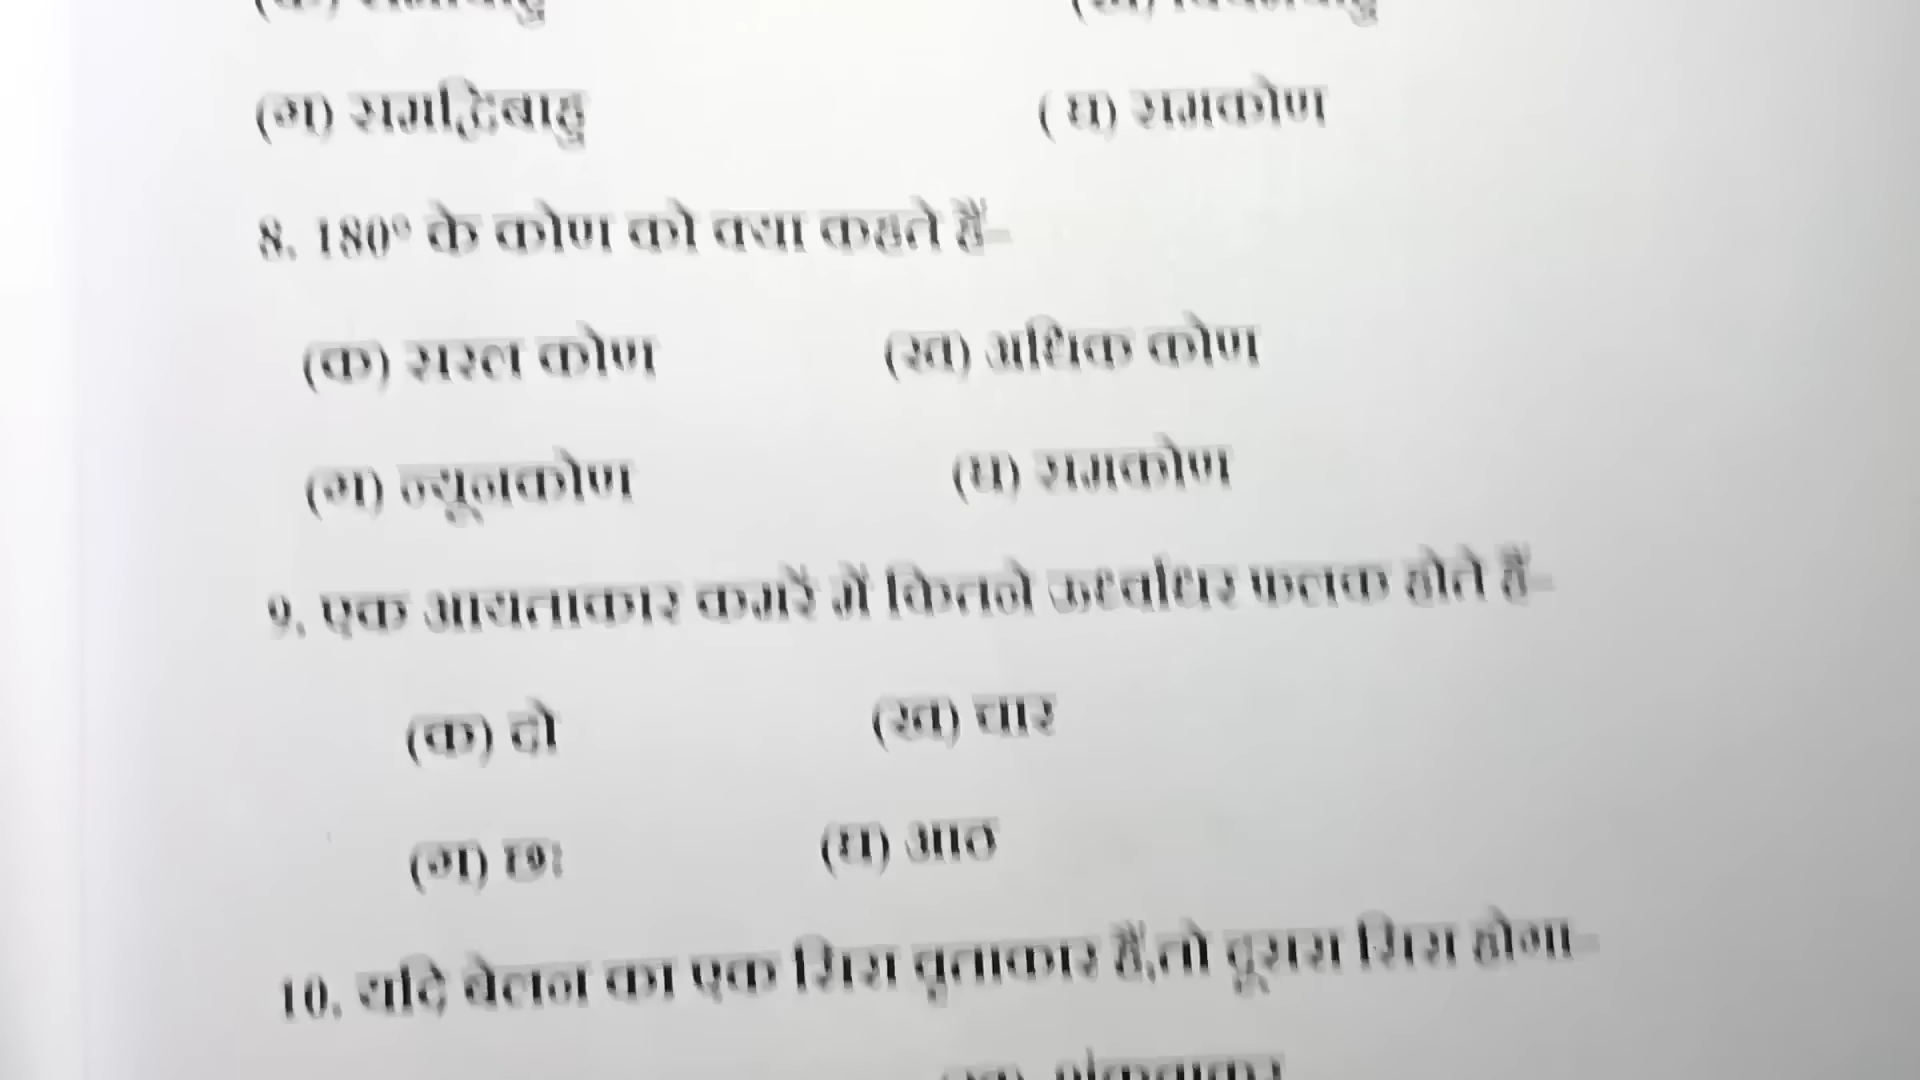 (ग) समद्विबाहु (घ) समकोण
8. 180° के कोण को क्या कहते हैं-
(क) सरल कोण (ख) अधिक कोण
(ग) न्यूनकोण (घ) समकोण
9. एक आयताकार कमरें में कितने ऊर्ध्वाधर फलक होते हैं-
(क) दो (ख) चार
(ग) छः (घ) आठ
10. यदि बेलन का एक सिरा वृताकार हैं,तो दूसरा सिरा होगा